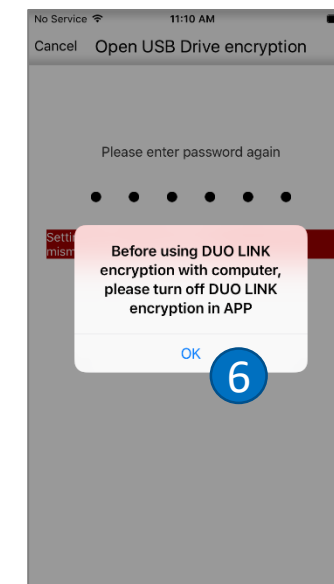 No Service 11:10 AM
Cancel Open USB Drive encryption
Please enter password again
Before using DUO LINK
encryption with computer,
please turn off DUO LINK
encryption in APP
OK
6